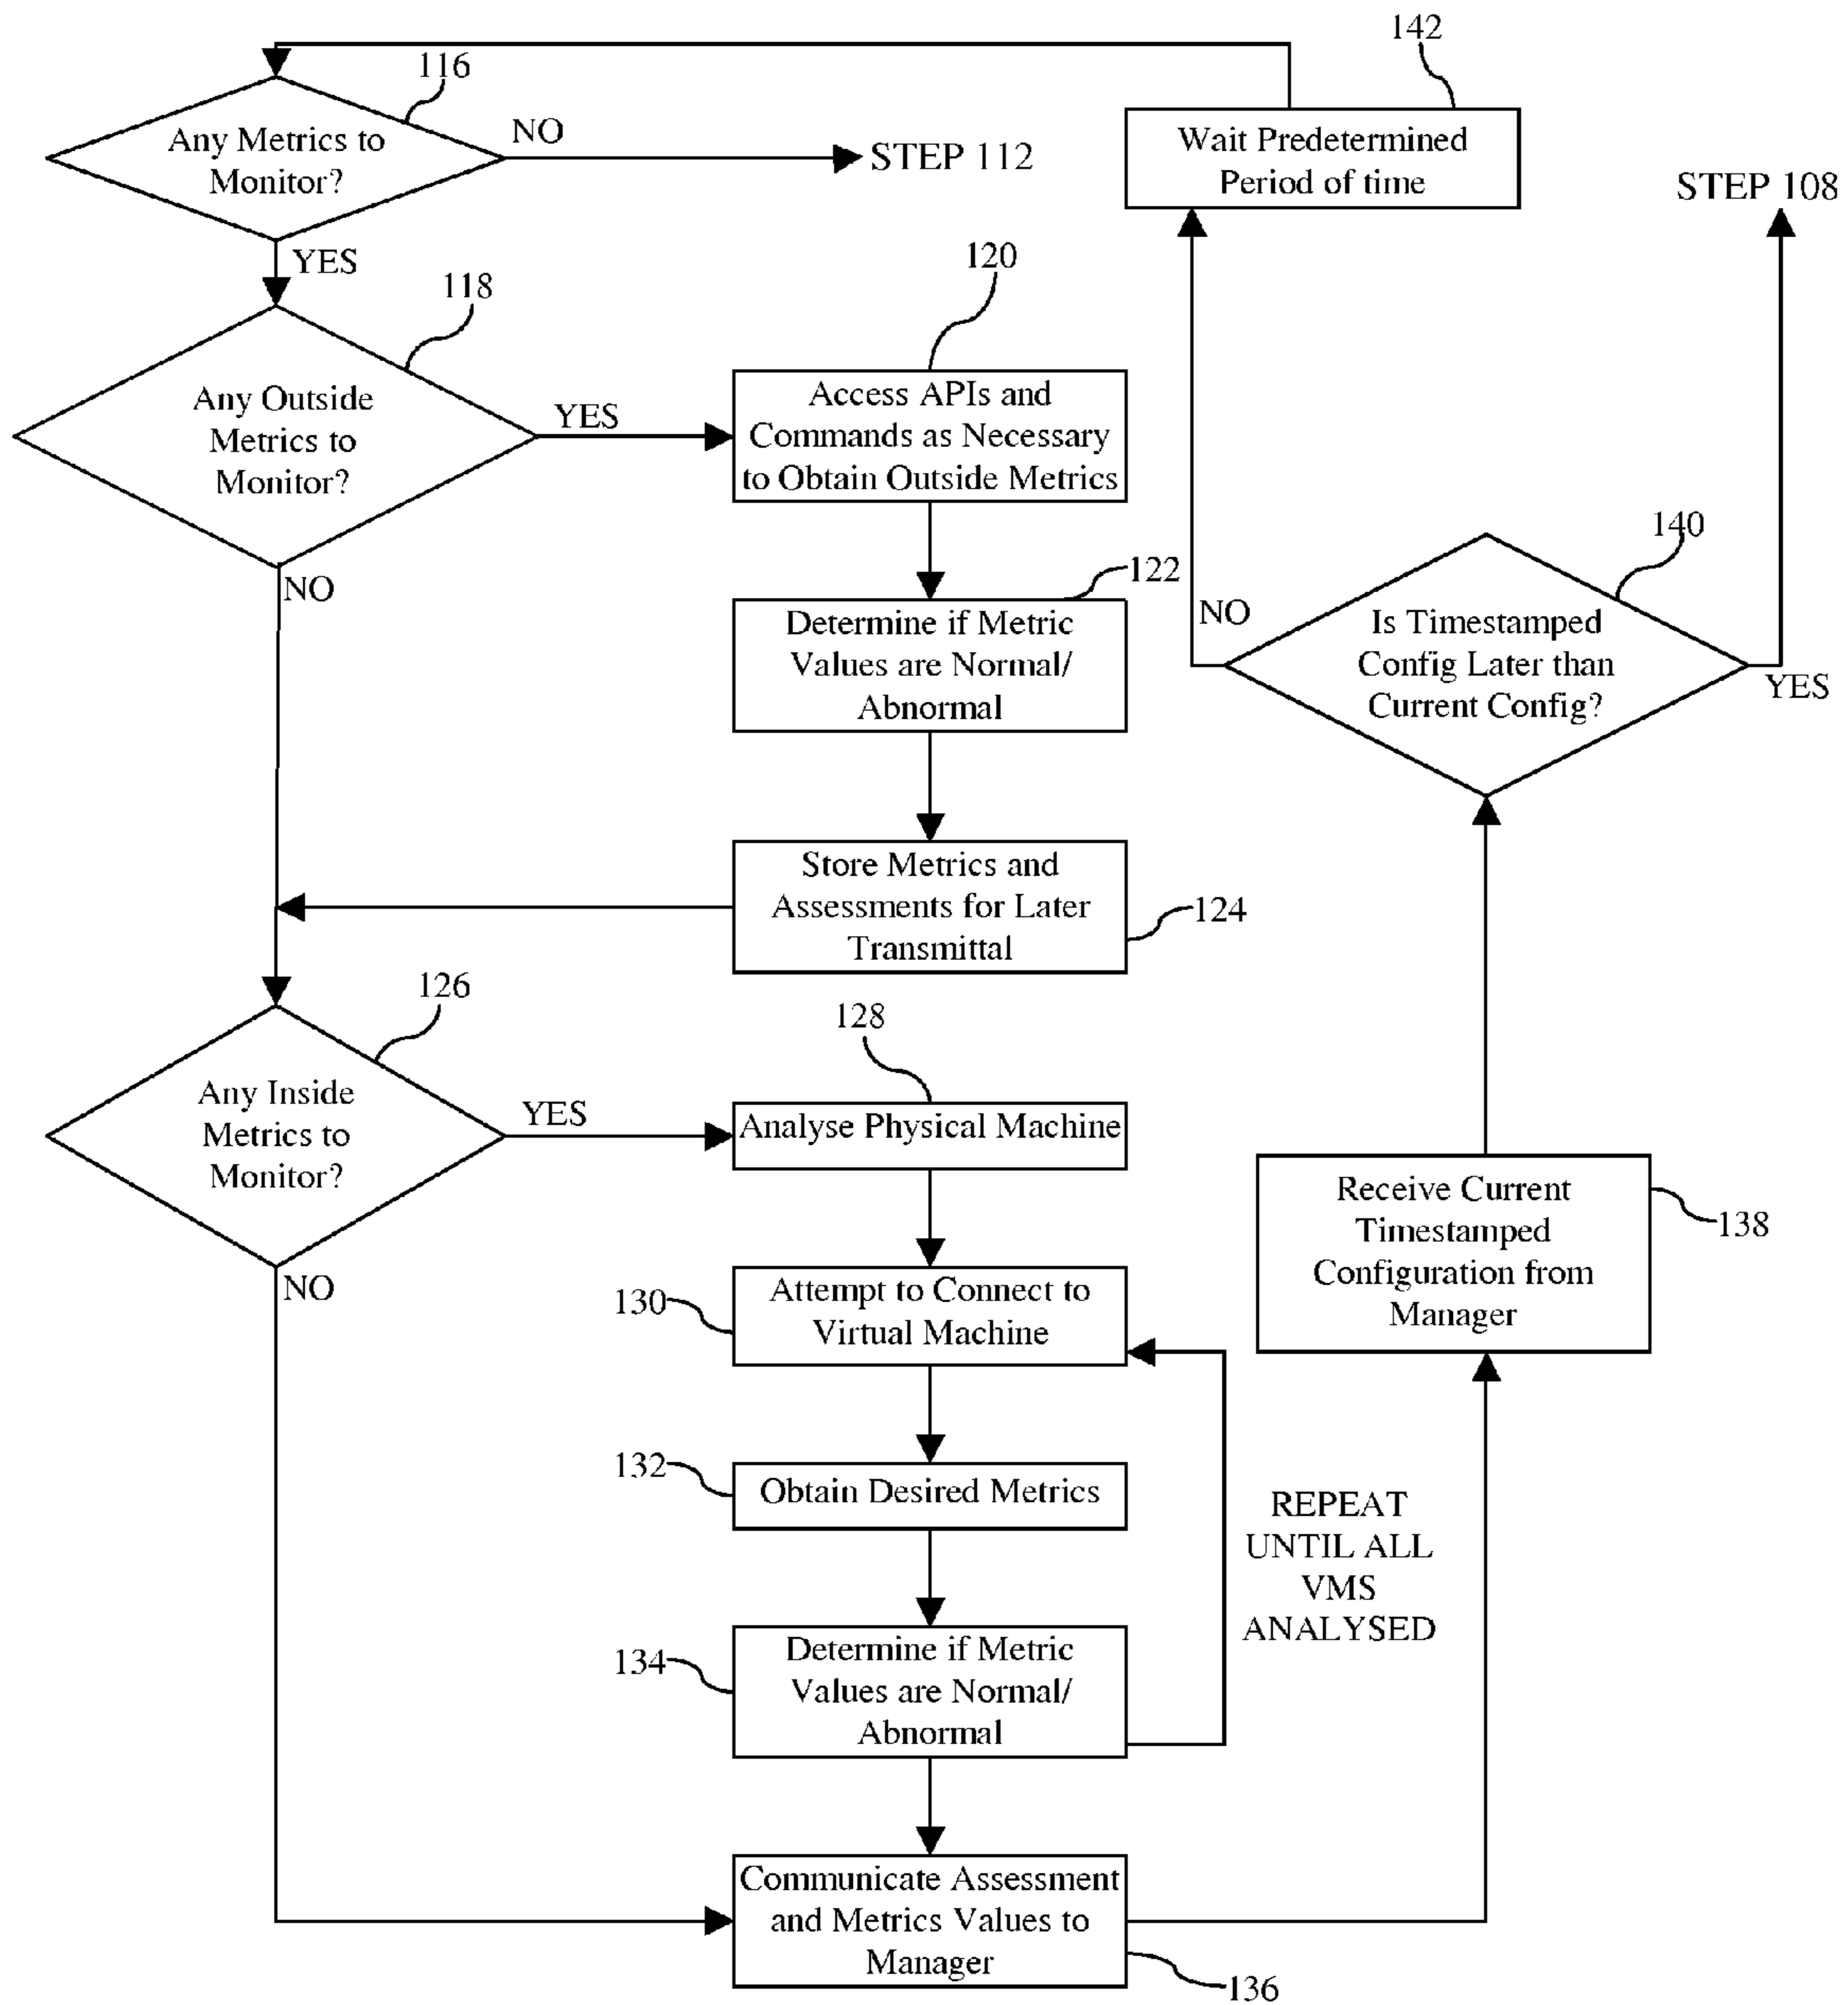 142
116
Any Metrics to
Monitor?
NO
STEP 112
Wait Predetermined
Period of time
STEP 108
YES
118
120
Any Outside
Metrics to
Monitor?
YES
Access APIs and
Commands as Necessary
to Obtain Outside Metrics
NO
122
Determine if Metric
Values are Normal/
Abnormal
140
NO
Is Timestamped
Config Later than
Current Config?
YES
Store Metrics and
Assessments for Later
Transmittal
124
126
128
Any Inside
Metrics to
Monitor?
YES
Analyse Physical Machine
NO
130
Attempt to Connect to
Virtual Machine
Receive Current
Timestamped
Configuration from
Manager
138
132
Obtain Desired Metrics
REPEAT
UNTIL ALL
VMS
ANALYSED
134
Determine if Metric
Values are Normal/
Abnormal
Communicate Assessment
and Metrics Values to
Manager
136